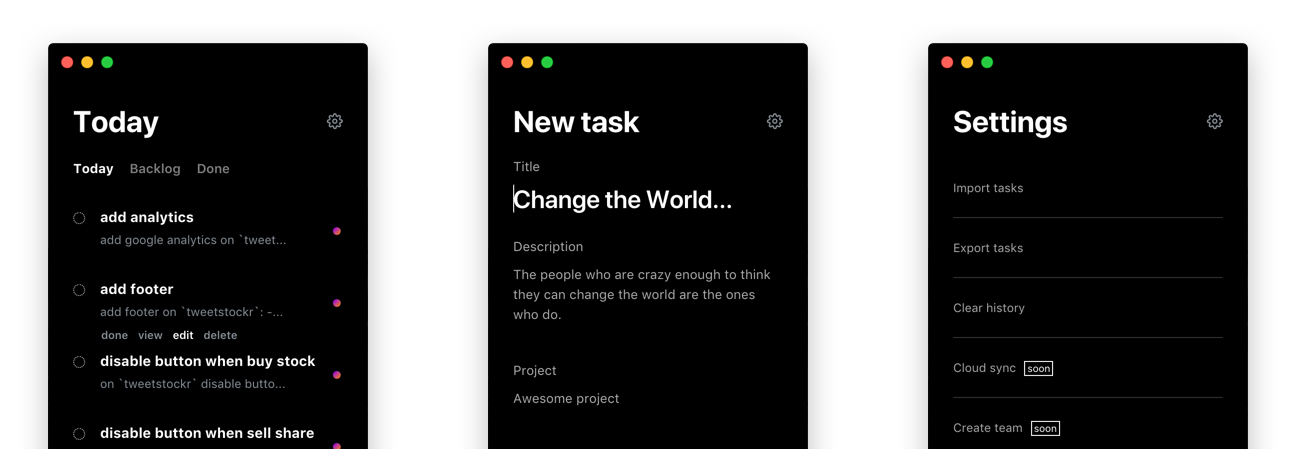 Today
Today Backlog Done
add analytics
add google analytics on `tweet...
add footer
add footer on `tweetstockr`: -...
done view edit delete
disable button when buy stock
on `tweetstockr` disable butto...
disable button when sell share
New task
Title
Change the World...
Description
The people who are crazy enough to think
they can change the world are the ones
who do.
Project
Awesome project
Settings
Import tasks
Export tasks
Clear history
Cloud sync soon
Create team soon